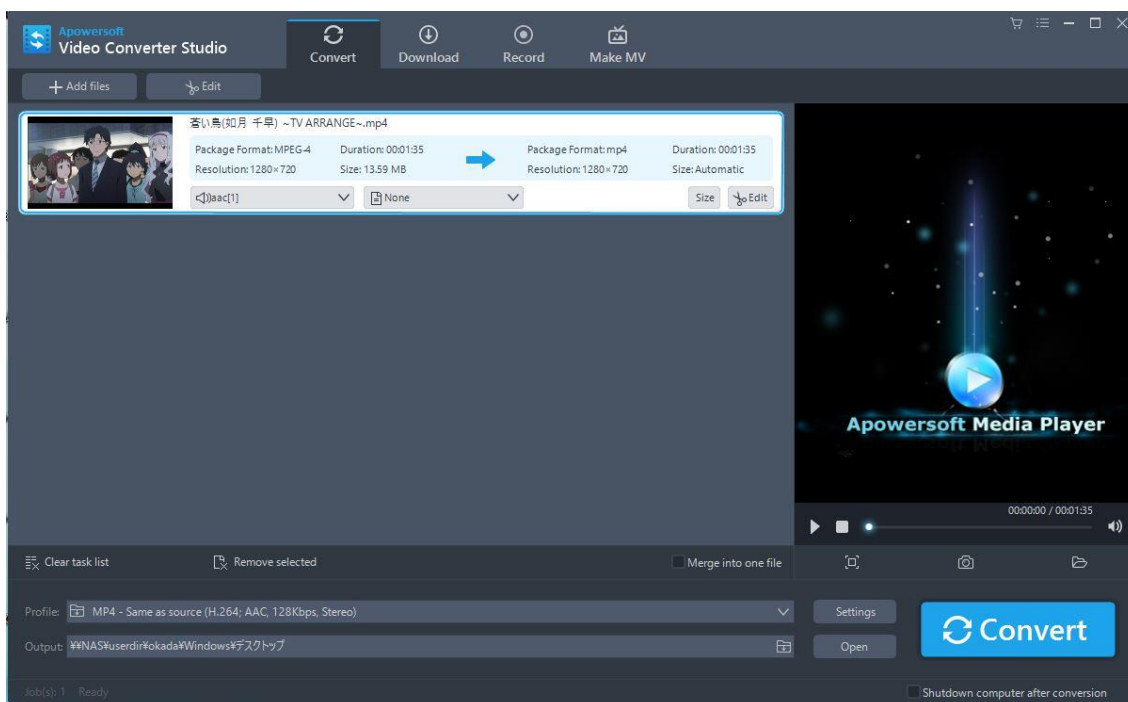 Apowersoft
Video Converter Studio
Convert
Download
Record
Make MV
Add files
Edit
蒼い鳥(如月 千早) ~TV ARRANGE~.mp4
Package Format: MPEG-4 Duration: 00:01:35
Resolution: 1280×720 Size: 13.59 MB
Package Format: mp4 Duration: 00:01:35
Resolution: 1280×720 Size: Automatic
aac[1]
None
Size
Edit
Apowersoft Media Player
00:00:00 / 00:01:35
Clear task list
Remove selected
Merge into one file
Profile: MP4 - Same as source (H.264; AAC, 128Kbps, Stereo)
Settings
Convert
Output: ¥¥NAS¥userdir¥okada¥Windows¥デスクトップ
Open
Job(s): 1 Ready
Shutdown computer after conversion